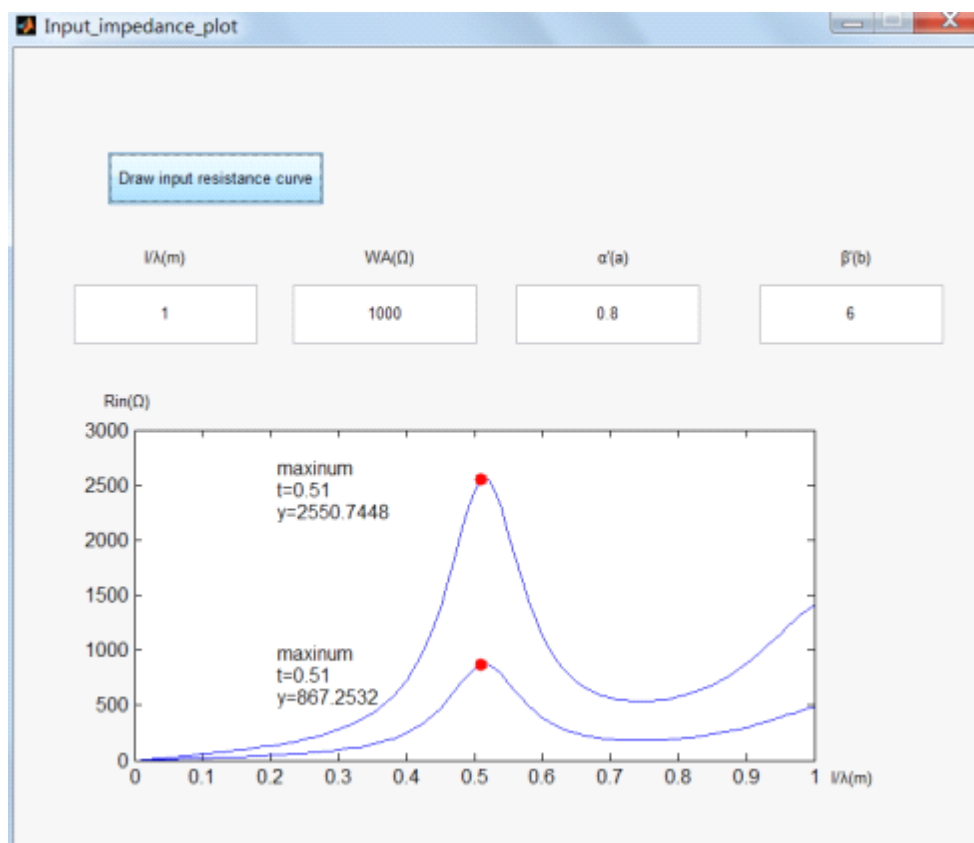 Input_impedance_plot
Draw input resistance curve
l/λ(m) WA(Ω) α'(a) β'(b)
1 1000 0.8 6
Rin(Ω)
3000
2500
2000
1500
1000
500
0
maxinum
t=0.51
y=2550.7448
maxinum
t=0.51
y=867.2532
0 0.1 0.2 0.3 0.4 0.5 0.6 0.7 0.8 0.9 1 l/λ(m)